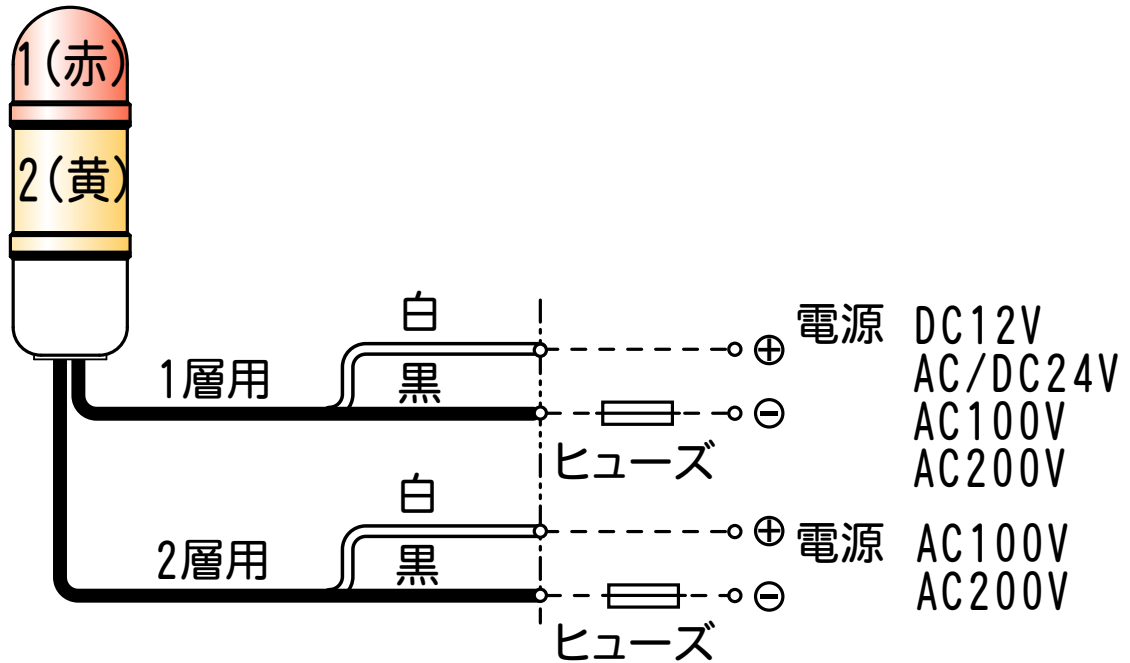 1(赤)
2(黄)
白
1層用
黒
⊕
⊖
ヒューズ
電源 DC12V
AC/DC24V
AC100V
AC200V
白
2層用
黒
⊕
⊖
ヒューズ
電源 AC100V
AC200V